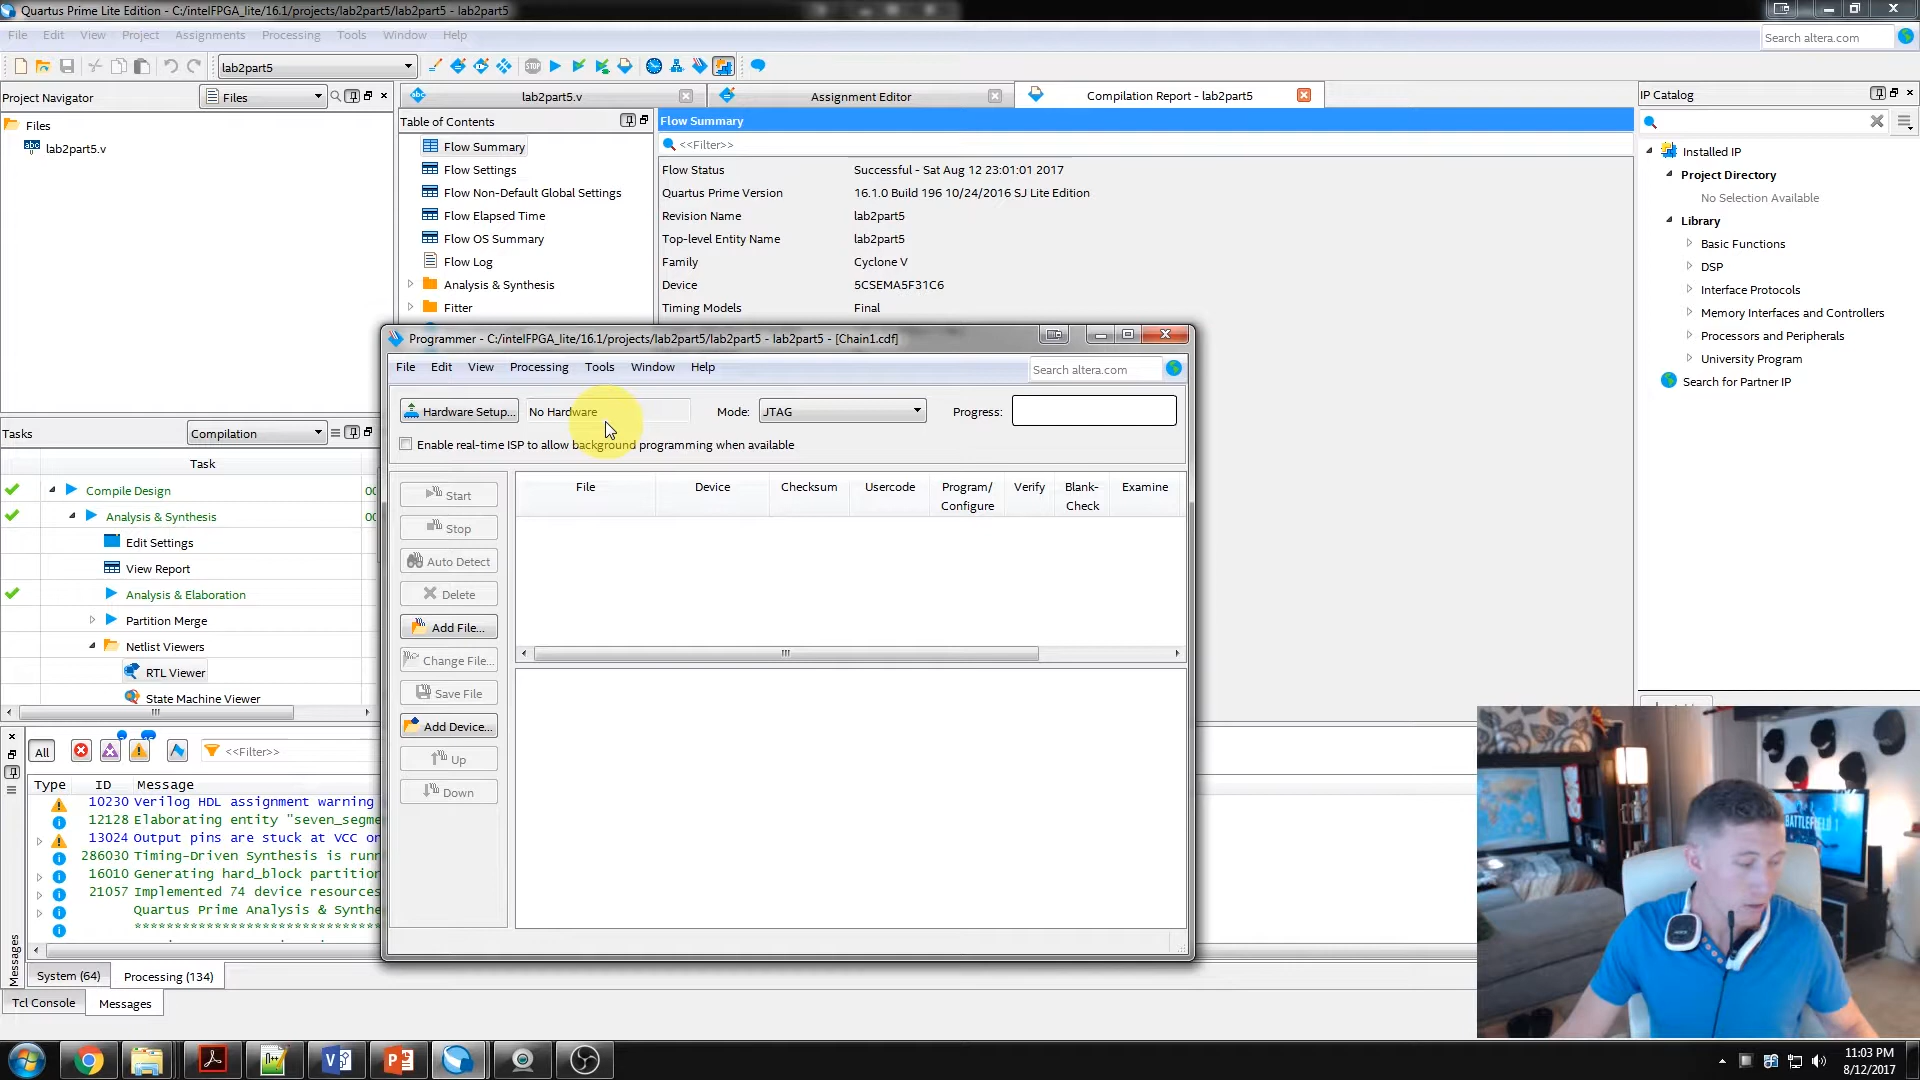 Quartus Prime Lite Edition - C:/intelFPGA_lite/16.1/projects/lab2part5/lab2part5 - lab2part5
File Edit View Project Assignments Processing Tools Window Help
Search altera.com
lab2part5
Project Navigator
Files
Files
lab2part5.v
lab2part5.v
Assignment Editor
Compilation Report - lab2part5
Table of Contents
Flow Summary
Flow Settings
Flow Non-Default Global Settings
Flow Elapsed Time
Flow OS Summary
Flow Log
Analysis & Synthesis
Fitter
Flow Summary
<<Filter>>
Flow Status Successful - Sat Aug 12 23:01:01 2017
Quartus Prime Version 16.1.0 Build 196 10/24/2016 SJ Lite Edition
Revision Name lab2part5
Top-level Entity Name lab2part5
Family Cyclone V
Device 5CSEMA5F31C6
Timing Models Final
IP Catalog
Installed IP
Project Directory
No Selection Available
Library
Basic Functions
DSP
Interface Protocols
Memory Interfaces and Controllers
Processors and Peripherals
University Program
Search for Partner IP
Programmer - C:/intelFPGA_lite/16.1/projects/lab2part5/lab2part5 - lab2part5 - [Chain1.cdf]
File Edit View Processing Tools Window Help
Search altera.com
Hardware Setup... No Hardware Mode: JTAG Progress:
Enable real-time ISP to allow background programming when available
Start
Stop
Auto Detect
Delete
Add File...
Change File...
Save File
Add Device...
Up
Down
File Device Checksum Usercode Program/ Verify Blank- Examine
Configure Check
Tasks Compilation
Task
Compile Design 00
Analysis & Synthesis 00
Edit Settings
View Report
Analysis & Elaboration
Partition Merge
Netlist Viewers
RTL Viewer
State Machine Viewer
All
<<Filter>>
Type ID Message
10230 Verilog HDL assignment warning
12128 Elaborating entity "seven_segme
13024 Output pins are stuck at VCC or
286030 Timing-Driven Synthesis is runn
16010 Generating hard_block partition
21057 Implemented 74 device resources
Quartus Prime Analysis & Synthe
Messages
System (64) Processing (134)
Tcl Console Messages
BATTLEFIELD 1
11:03 PM
8/12/2017